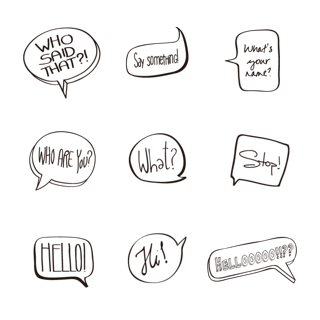 WHO
SAID
THAT?!
Say something!
What's
your
name?
WHO ARE YOU?
What?
Stop!
HELLO!
Hi!
HELLOOOOO!!??